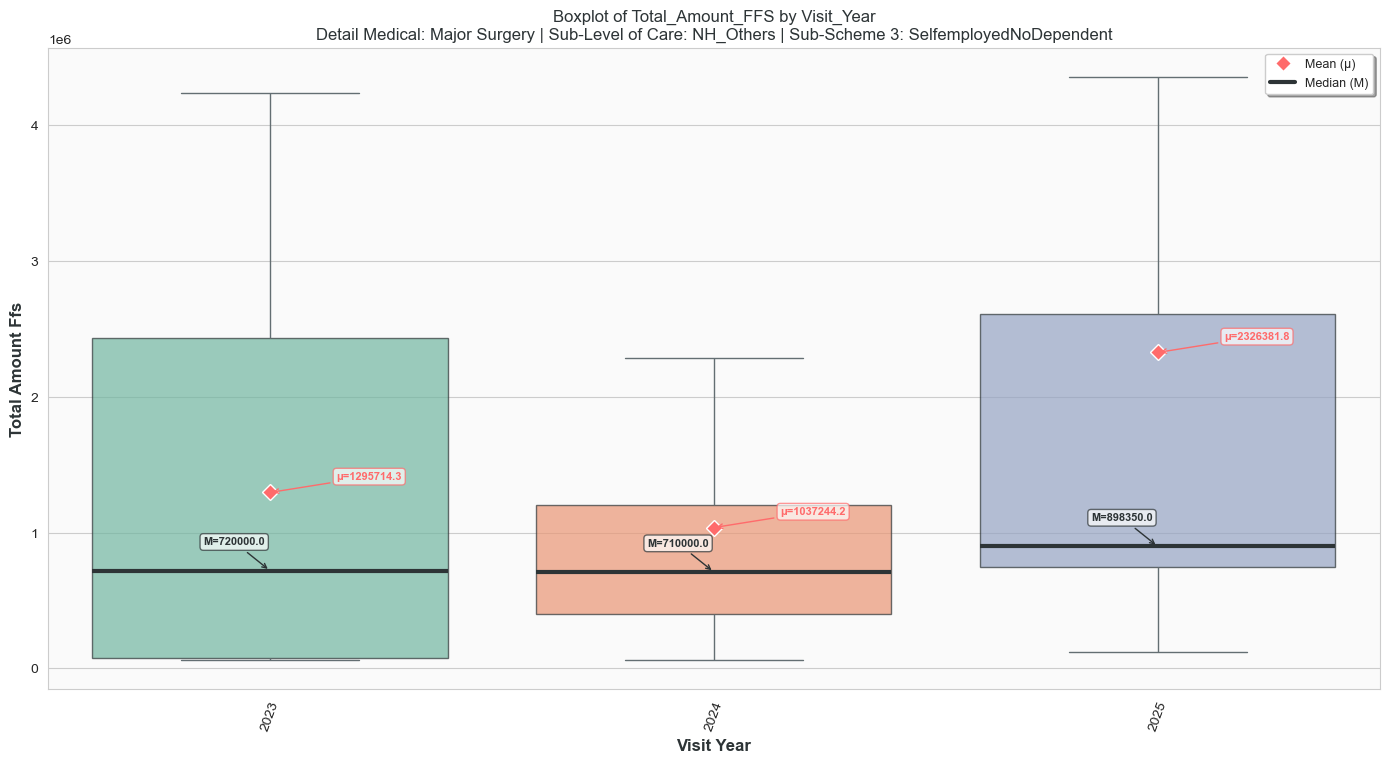 Boxplot of Total_Amount_FFS by Visit_Year
Detail Medical: Major Surgery | Sub-Level of Care: NH_Others | Sub-Scheme 3: SelfemployedNoDependent
1e6
Mean (μ)
Median (M)
4
3
2
1
0
Total Amount Ffs
μ=1295714.3
M=720000.0
μ=1037244.2
M=710000.0
μ=2326381.8
M=898350.0
2023
2024
2025
Visit Year